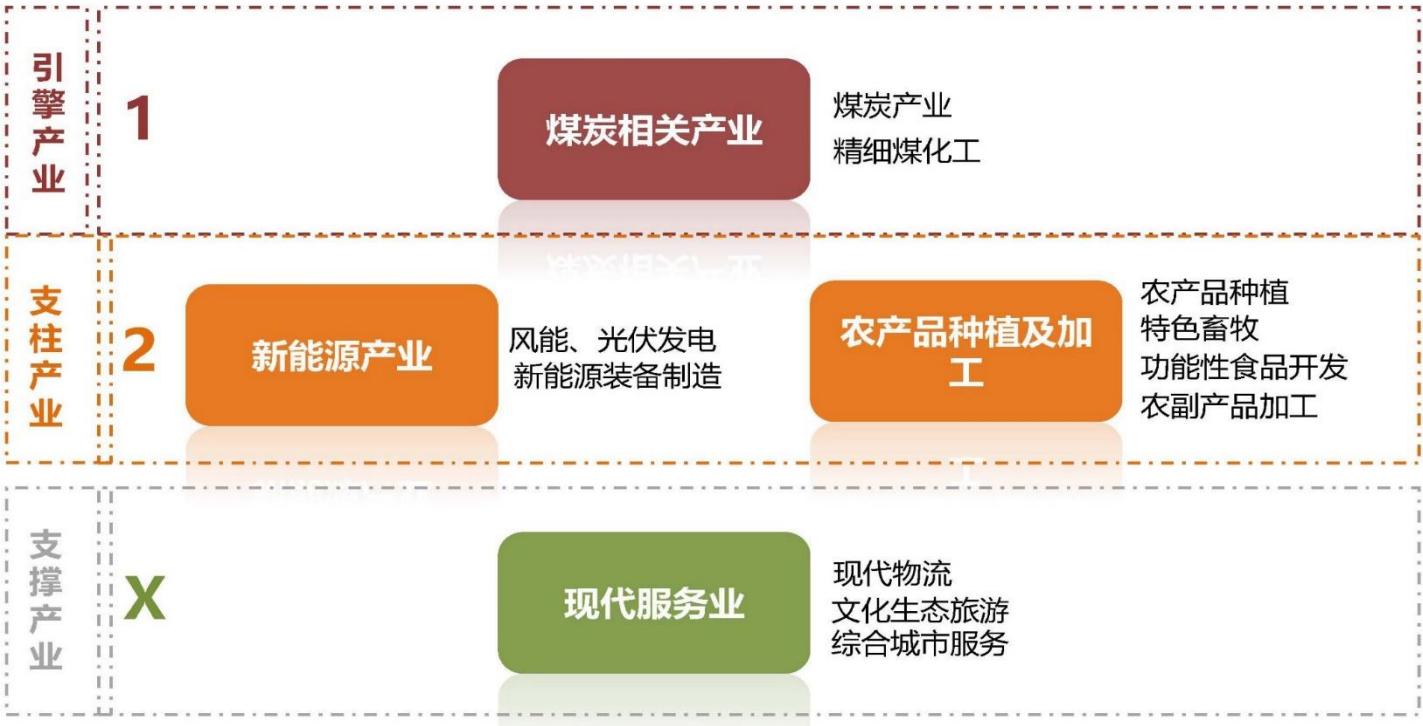 引擎产业
1
煤炭相关产业
煤炭产业
精细煤化工
支柱产业
2
新能源产业
风能、光伏发电
新能源装备制造
农产品种植及加
工
农产品种植
特色畜牧
功能性食品开发
农副产品加工
支撑产业
X
现代服务业
现代物流
文化生态旅游
综合城市服务